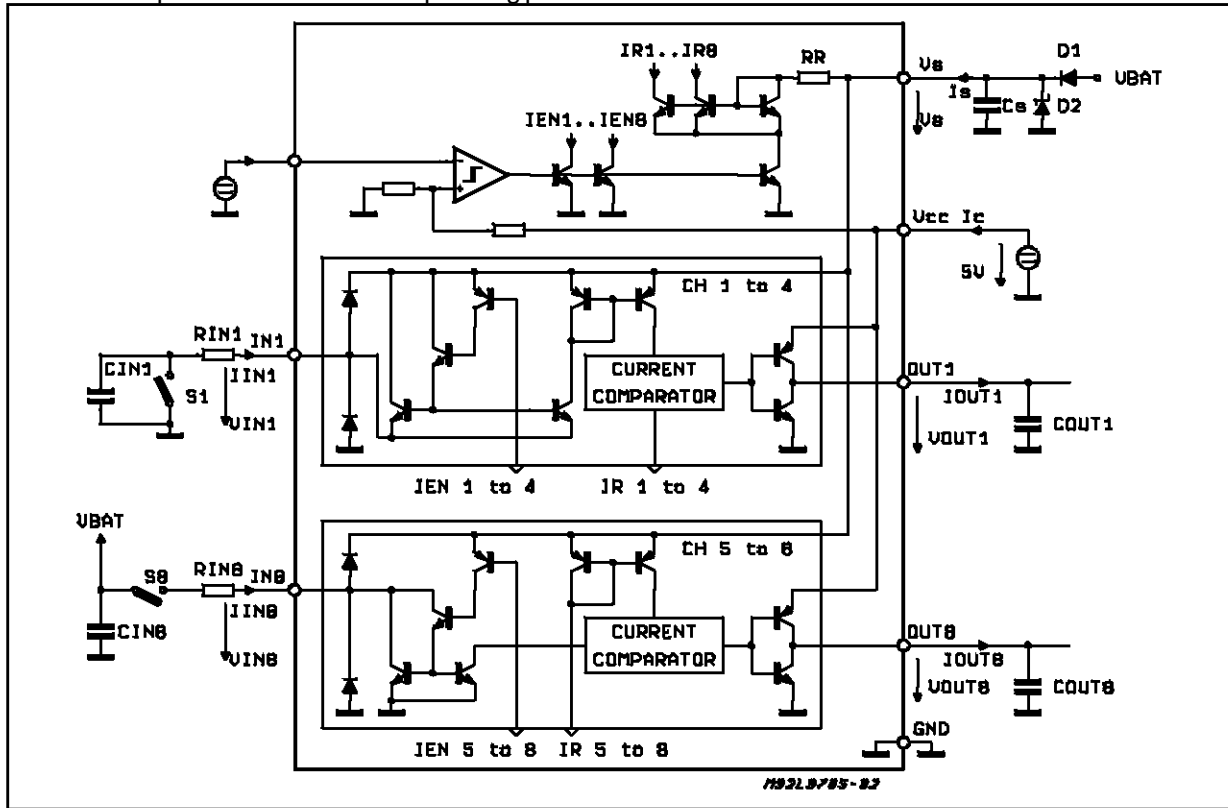 IR1..IR8
RR
Vs
D1
VBAT
Is
Cs
D2
Vs
IEN1..IEN8
Vcc Ic
5V
CH 1 to 4
RIN1
IN1
CIN1
S1
IIN1
VIN1
CURRENT
COMPARATOR
OUT1
IOUT1
VOUT1
COUT1
IEN 1 to 4
IR 1 to 4
VBAT
CH 5 to 8
S8
RIN8
IN8
CIN8
IIN8
VIN8
CURRENT
COMPARATOR
OUT8
IOUT8
VOUT8
COUT8
IEN 5 to 8
IR 5 to 8
GND
M92L9705-02